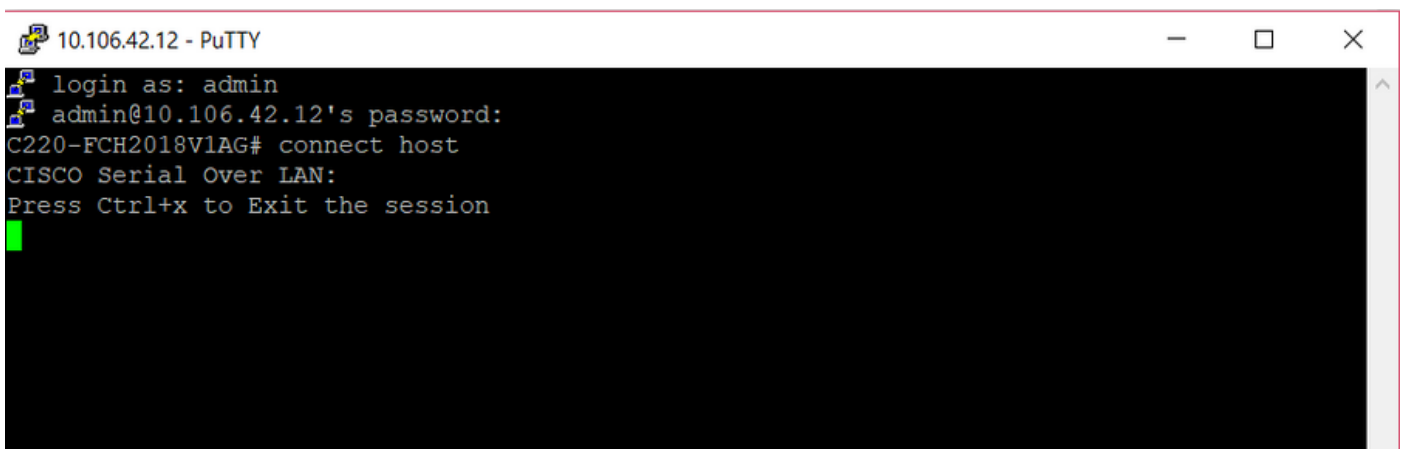 10.106.42.12 - PuTTY
login as: admin
admin@10.106.42.12's password:
C220-FCH2018V1AG# connect host
CISCO Serial Over LAN:
Press Ctrl+x to Exit the session